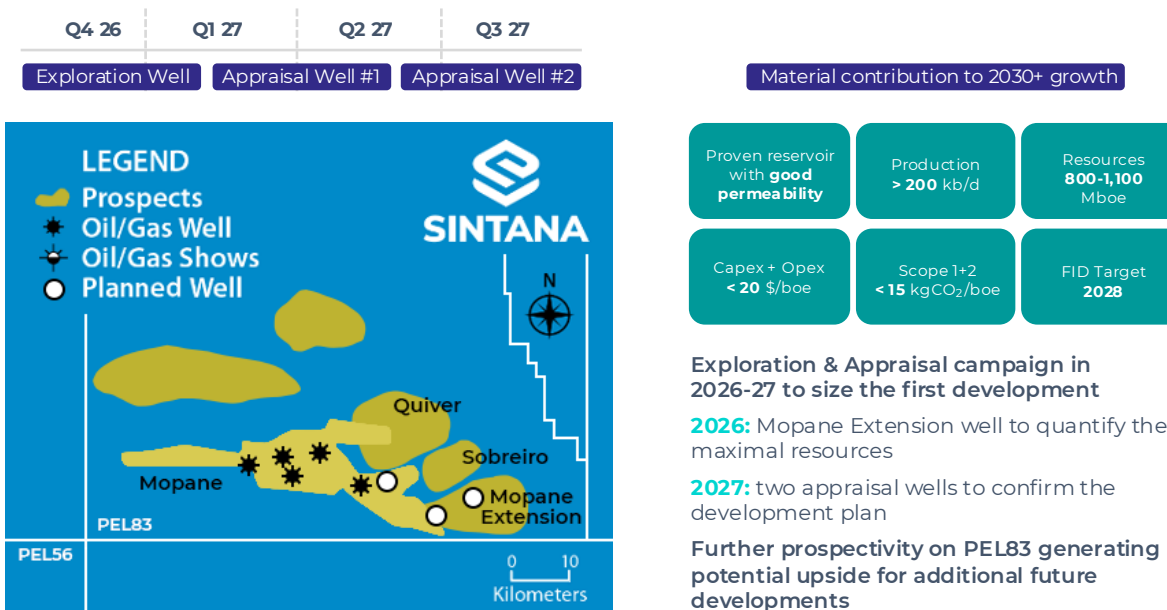 Q4 26
Q1 27
Q2 27
Q3 27
Exploration Well
Appraisal Well #1
Appraisal Well #2
LEGEND
Prospects
Oil/Gas Well
Oil/Gas Shows
Planned Well
SINTANA
N
Quiver
Sobreiro
Mopane
Mopane
Extension
PEL83
PEL56
0 10
Kilometers
Material contribution to 2030+ growth
Proven reservoir
with good
permeability
Production
> 200 kb/d
Resources
800-1,100
Mboe
Capex + Opex
< 20 $/boe
Scope 1+2
< 15 kgCO₂/boe
FID Target
2028
Exploration & Appraisal campaign in
2026-27 to size the first development
2026: Mopane Extension well to quantify the
maximal resources
2027: two appraisal wells to confirm the
development plan
Further prospectivity on PEL83 generating
potential upside for additional future
developments